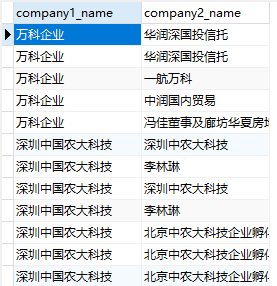 company1_name company2_name
万科企业 华润深国投信托
万科企业 华润深国投信托
万科企业 一航万科
万科企业 中润国内贸易
万科企业 冯佳董事及廊坊华夏房地
深圳中国农大科技 深圳中农大科技
深圳中国农大科技 李林琳
深圳中国农大科技 深圳中农大科技
深圳中国农大科技 李林琳
深圳中国农大科技 北京中农大科技企业孵化
深圳中国农大科技 北京中农大科技企业孵化
深圳中国农大科技 北京中农大科技企业孵化